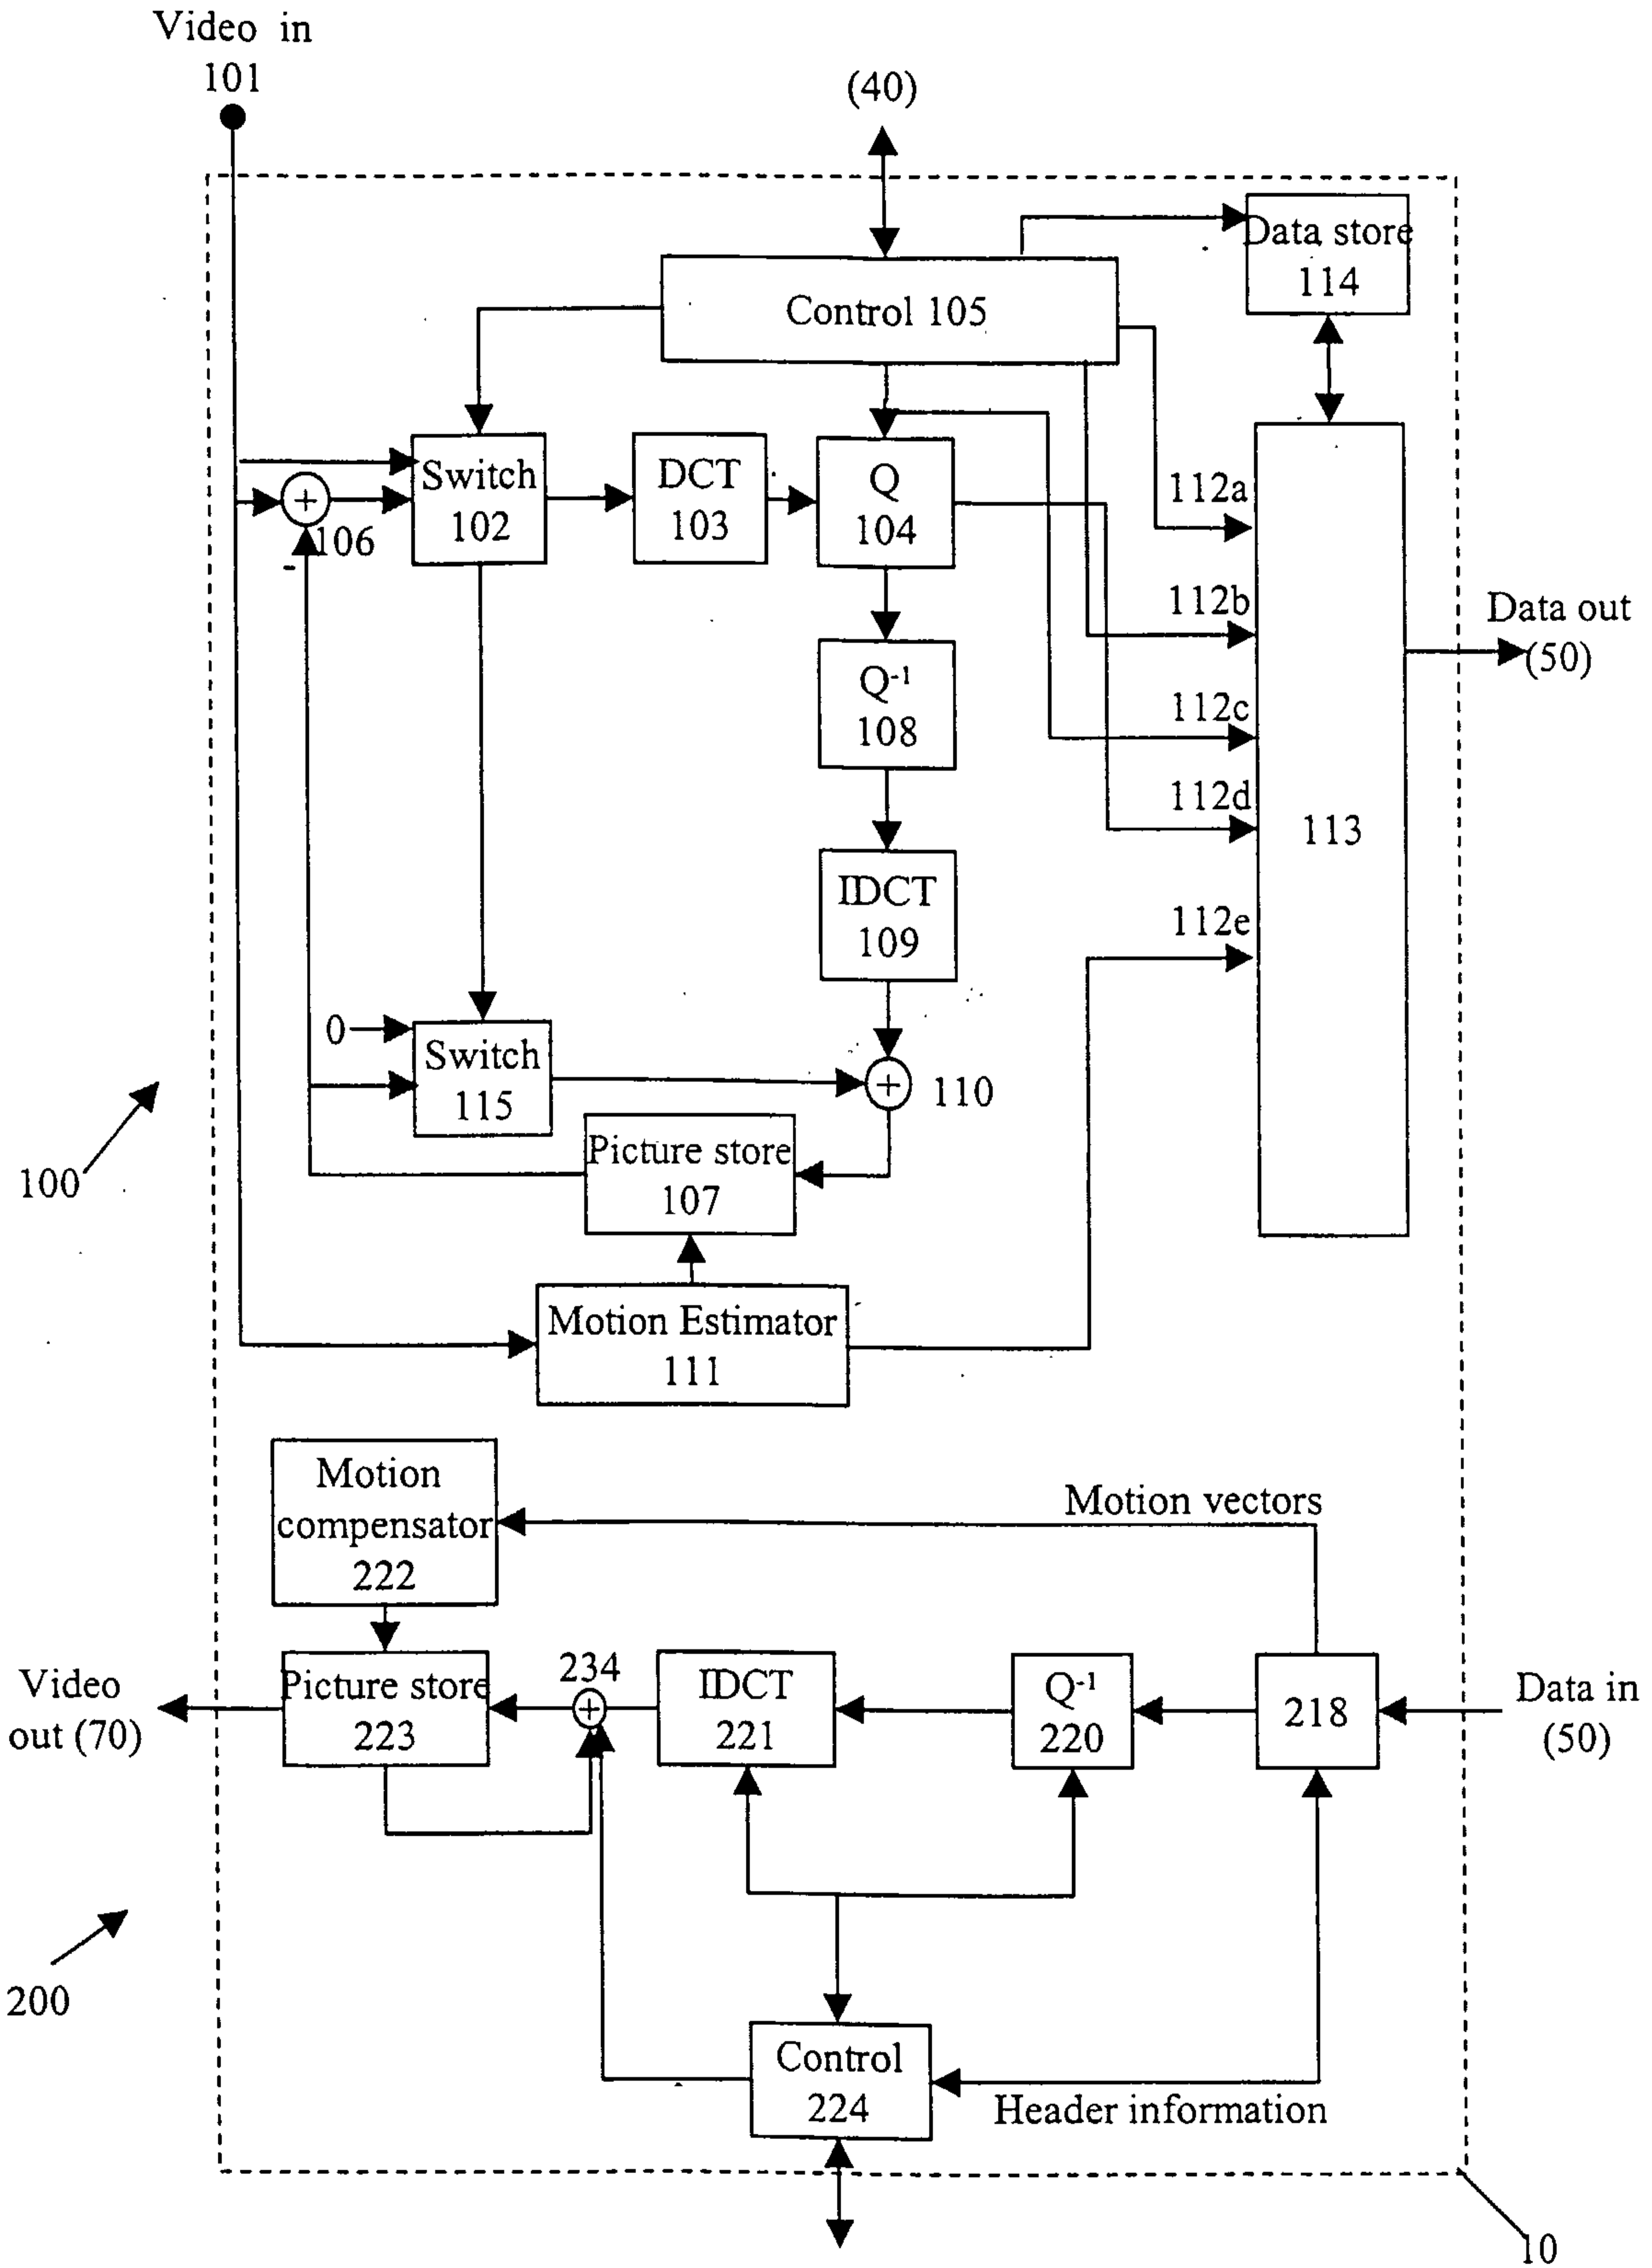 Video in
101
(40)
Data store
114
Control 105
Switch
102
DCT
103
Q
104
+
106
-
112a
112b
Data out
(50)
Q-1
108
112c
112d
113
IDCT
109
112e
0
Switch
115
+
110
Picture store
107
100
Motion Estimator
111
Motion
compensator
222
Motion vectors
Video
out (70)
Picture store
223
234
+
IDCT
221
Q-1
220
218
Data in
(50)
200
Control
224
Header information
10